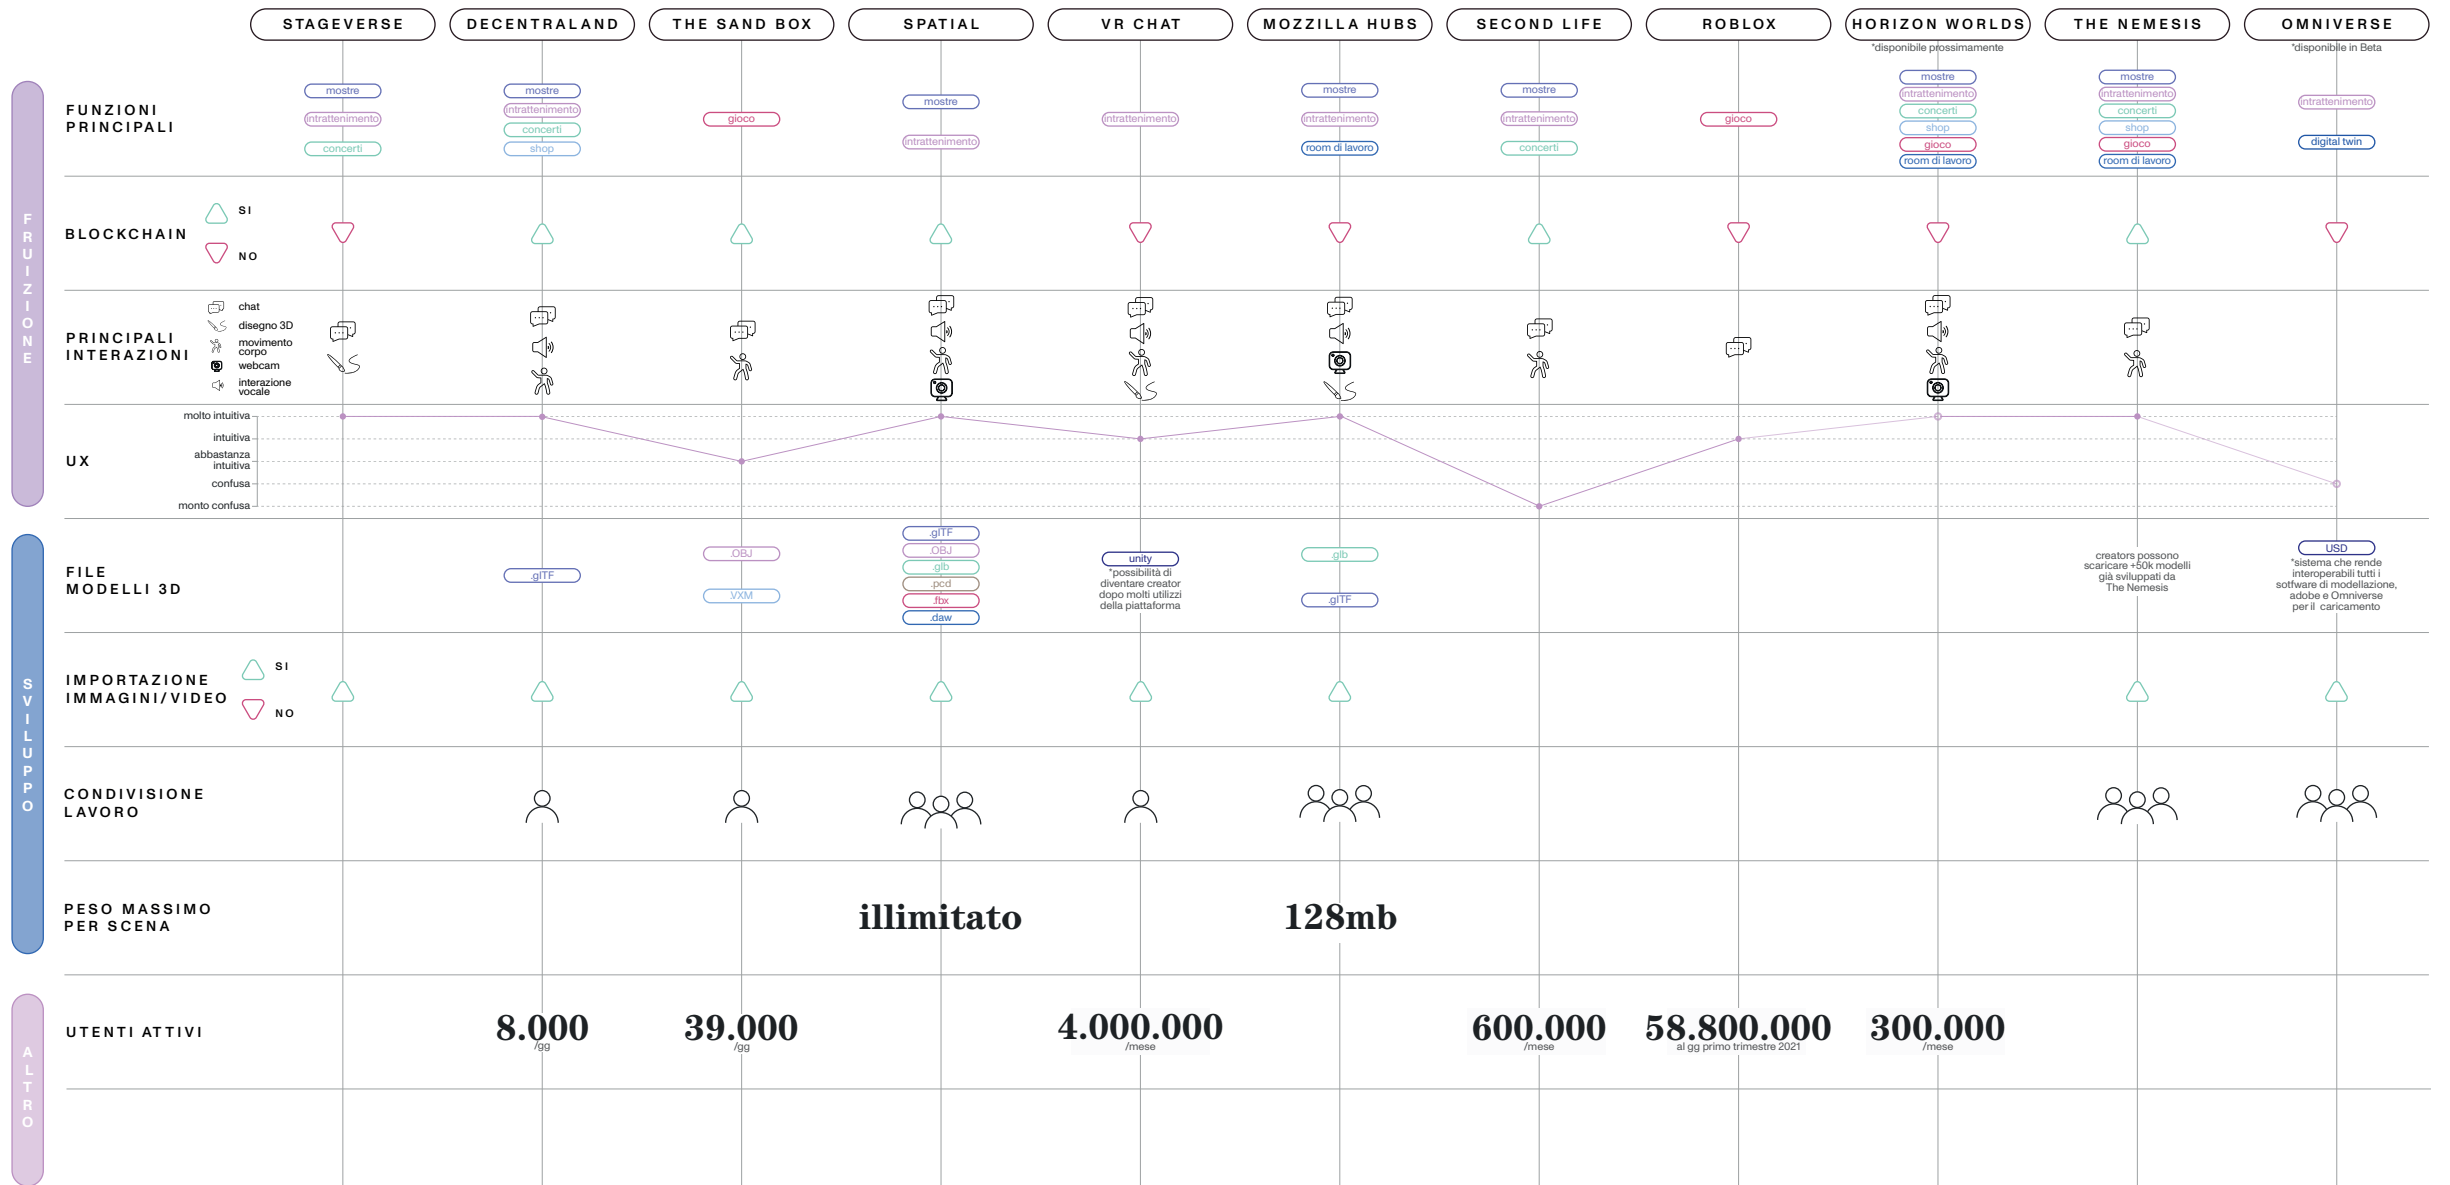 STAGEVERSE
DECENTRALAND
THE SAND BOX
SPATIAL
VR CHAT
MOZZILLA HUBS
SECOND LIFE
ROBLOX
HORIZON WORLDS
THE NEMESIS
OMNIVERSE
*disponibile prossimamente
*disponibile in Beta
FRUIZIONE
FUNZIONI
PRINCIPALI
mostre
intrattenimento
concerti
mostre
intrattenimento
concerti
shop
gioco
mostre
intrattenimento
intrattenimento
mostre
intrattenimento
room di lavoro
mostre
intrattenimento
concerti
gioco
mostre
intrattenimento
concerti
shop
gioco
room di lavoro
mostre
intrattenimento
concerti
shop
gioco
room di lavoro
intrattenimento
digital twin
BLOCKCHAIN
SI
NO
PRINCIPALI
INTERAZIONI
chat
disegno 3D
movimento
corpo
webcam
interazione
vocale
UX
molto intuitiva
intuitiva
abbastanza
intuitiva
confusa
monto confusa
SVILUPPO
FILE
MODELLI 3D
.glTF
.OBJ
.VXM
.glTF
.OBJ
.glb
.pcd
.fbx
.daw
unity
*possibilità di
diventare creator
dopo molti utilizzi
della piattaforma
.glb
.glTF
creators possono
scaricare +50k modelli
già sviluppati da
The Nemesis
USD
*sistema che rende
interoperabili tutti i
sotfware di modellazione,
adobe e Omniverse
per il caricamento
IMPORTAZIONE
IMMAGINI/VIDEO
SI
NO
CONDIVISIONE
LAVORO
PESO MASSIMO
PER SCENA
illimitato
128mb
ALTRO
UTENTI ATTIVI
8.000
/gg
39.000
/gg
4.000.000
/mese
600.000
/mese
58.800.000
al gg primo trimestre 2021
300.000
/mese